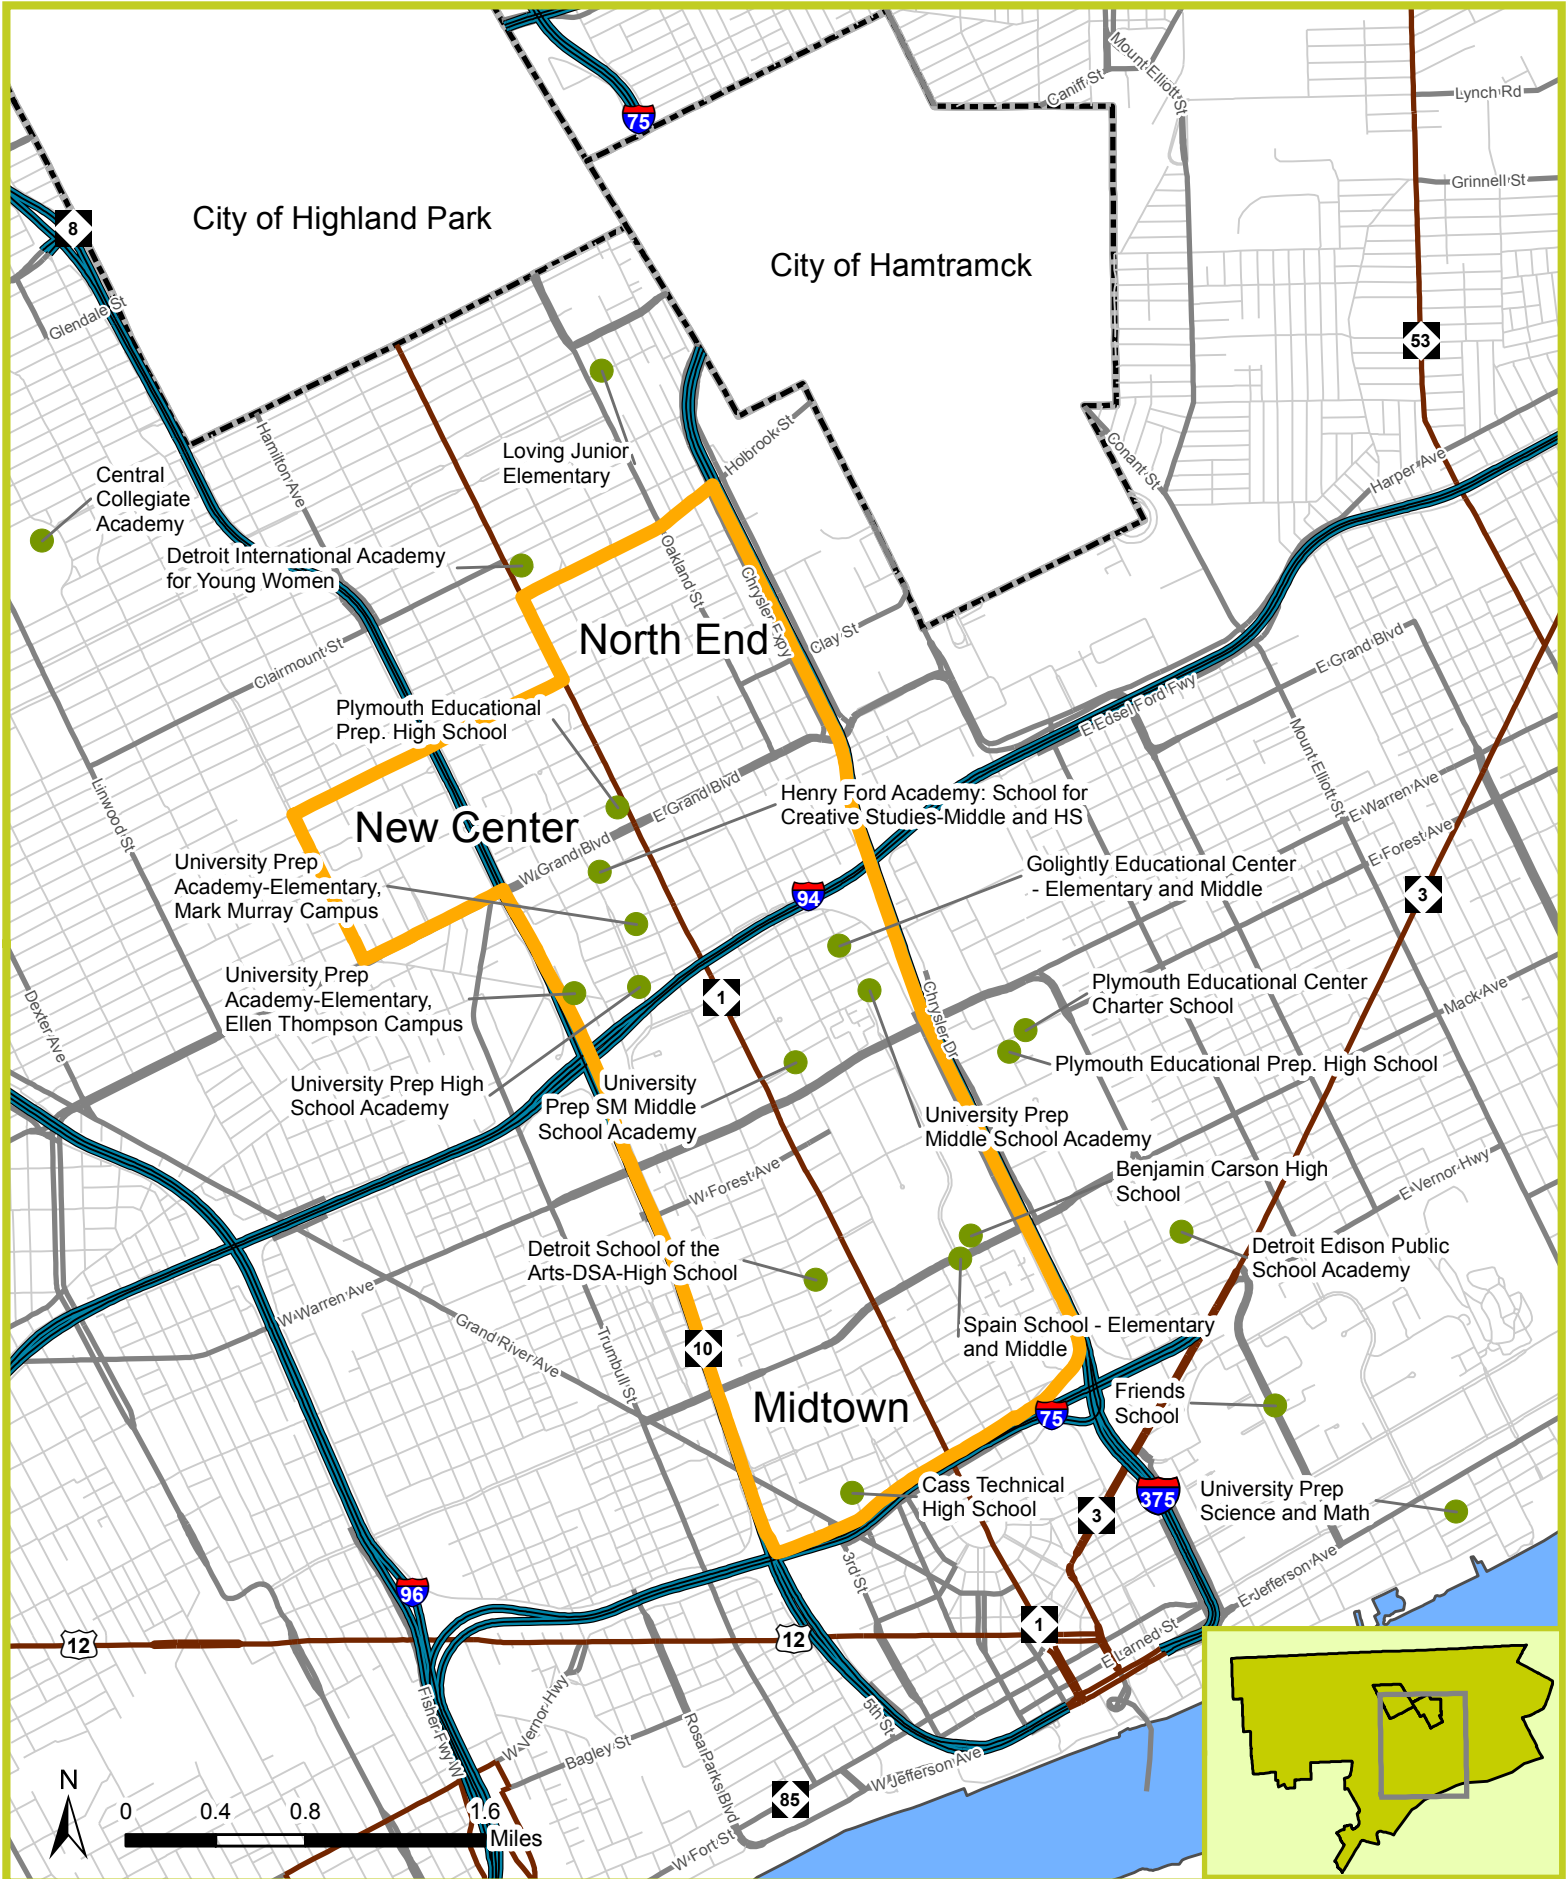 Mount Elliott St
Caniff St
Lynch Rd
75
Grinnell St
City of Highland Park
8
City of Hamtramck
Glendale St
53
Hamilton Ave
Loving Junior
Elementary
Holbrook St
Conant St
Harper Ave
Central
Collegiate
Academy
Detroit International Academy
for Young Women
Oakland St
Chrysler Expy
North End
Clay St
Clairmount St
E Grand Blvd
E Edsel Ford Fwy
Plymouth Educational
Prep. High School
Linwood St
Mount Elliott St
E Grand Blvd
Henry Ford Academy: School for
Creative Studies-Middle and HS
E Warren Ave
New Center
W Grand Blvd
E Forest Ave
University Prep
Academy-Elementary,
Mark Murray Campus
Golightly Educational Center
- Elementary and Middle
94
3
University Prep
Academy-Elementary,
Ellen Thompson Campus
1
Plymouth Educational Center
Charter School
Mack Ave
Dexter Ave
Chrysler Dr
Plymouth Educational Prep. High School
University Prep High
School Academy
University
Prep SM Middle
School Academy
University Prep
Middle School Academy
W Forest Ave
Benjamin Carson High
School
E Vernor Hwy
Detroit School of the
Arts-DSA-High School
Detroit Edison Public
School Academy
W Warren Ave
Grand River Ave
Trumbull St
10
Spain School - Elementary
and Middle
Midtown
75
Friends
School
Cass Technical
High School
375
University Prep
Science and Math
3
3rd St
E Jefferson Ave
96
12
12
1
E Larned St
Fisher Fwy W
W Vernor Hwy
Bagley St
Rosa Parks Blvd
5th St
W Jefferson Ave
85
W Fort St
N
0 0.4 0.8 1.6
Miles